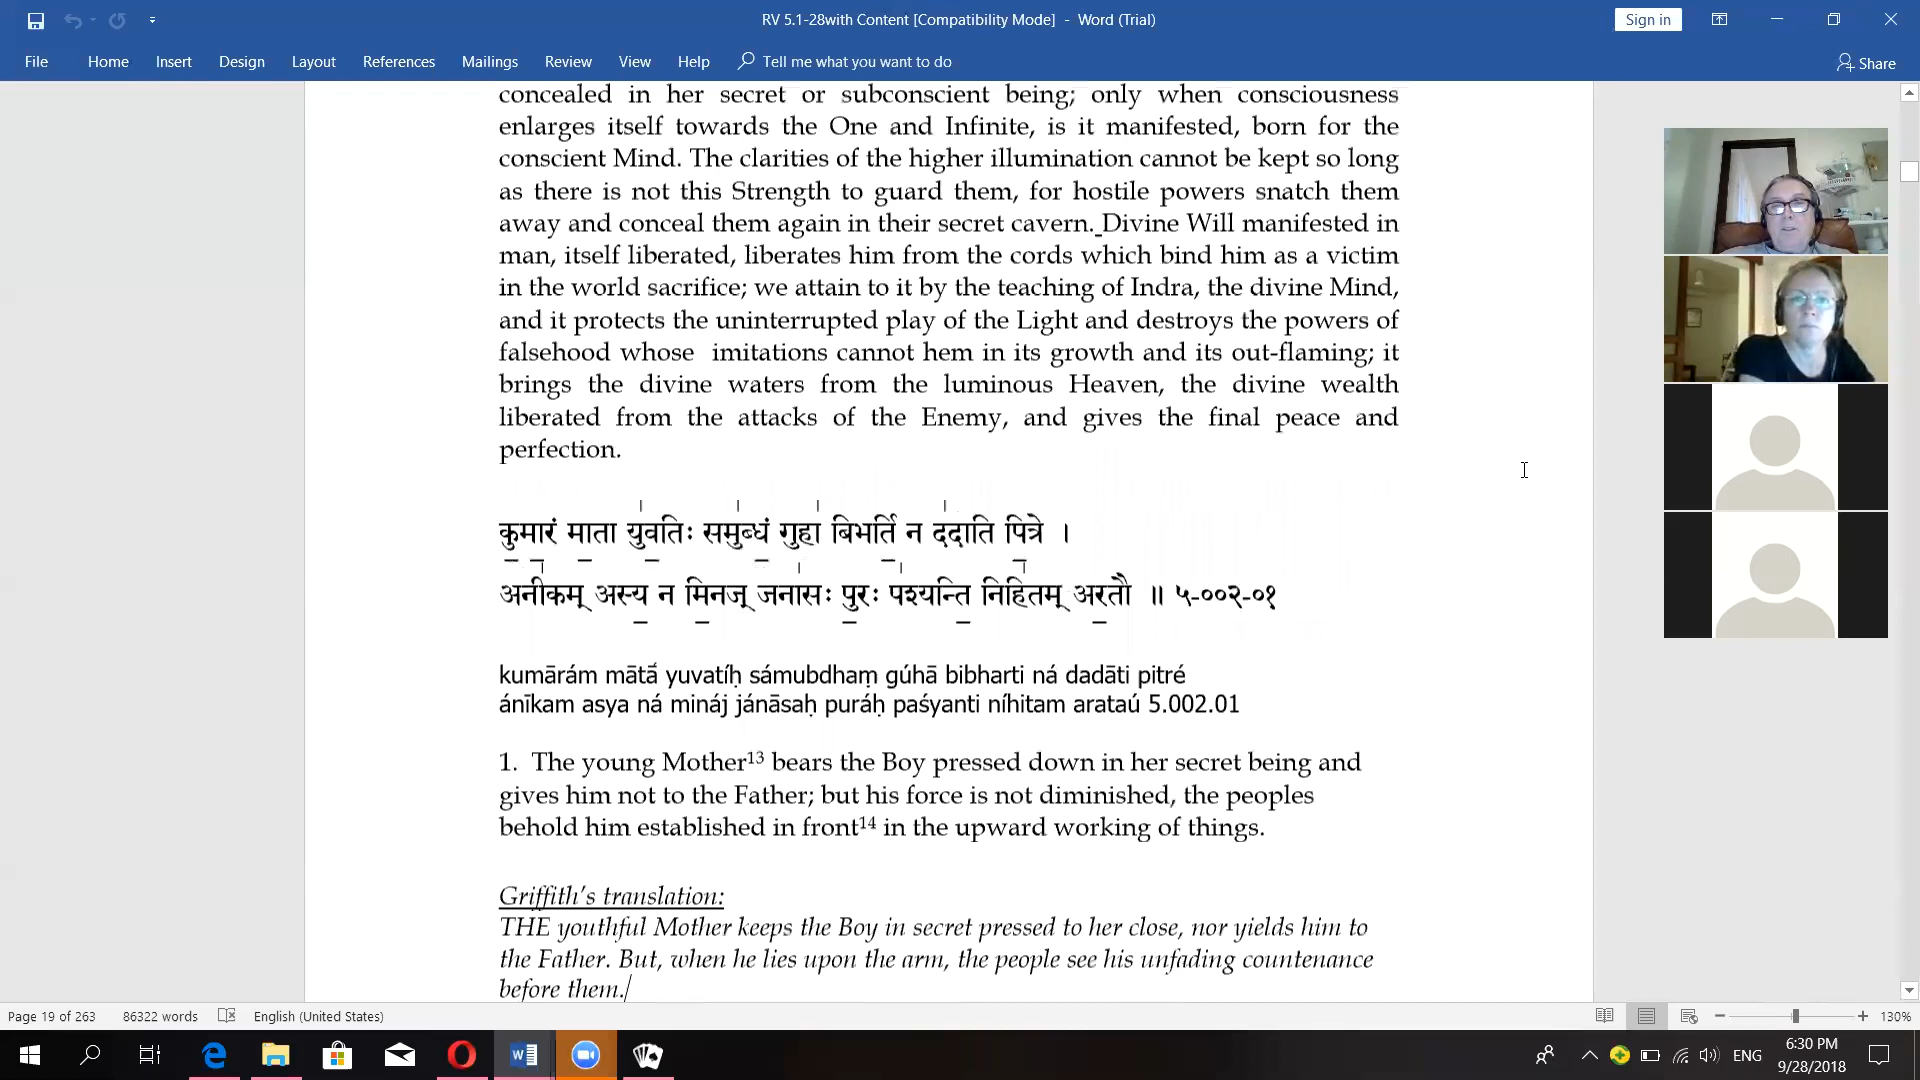 RV 5.1-28with Content [Compatibility Mode] - Word (Trial)
Sign in
File Home Insert Design Layout References Mailings Review View Help Tell me what you want to do
Share
concealed in her secret or subconscient being; only when consciousness
enlarges itself towards the One and Infinite, is it manifested, born for the
conscient Mind. The clarities of the higher illumination cannot be kept so long
as there is not this Strength to guard them, for hostile powers snatch them
away and conceal them again in their secret cavern. Divine Will manifested in
man, itself liberated, liberates him from the cords which bind him as a victim
in the world sacrifice; we attain to it by the teaching of Indra, the divine Mind,
and it protects the uninterrupted play of the Light and destroys the powers of
falsehood whose imitations cannot hem in its growth and its out-flaming; it
brings the divine waters from the luminous Heaven, the divine wealth
liberated from the attacks of the Enemy, and gives the final peace and
perfection.
कु॒मा॒रं मा॒ता यु॑व॒तिः समु॑ब्धं॒ गुहा॑ बिभर्ति॒ न द॑दाति पि॒त्रे ।
अनी॑कम् अस्य॒ न मि॒नज् जना॑सः पु॒रः प॑श्यन्ति॒ निहि॑तम् अर॒तौ ॥ ५-००२-०१
kumārám mātā́ yuvatíḥ sámubdhaṃ gúhā bibharti ná dadāti pitré
ánīkam asya ná mináj jánāsaḥ puráḥ paśyanti níhitam arataú 5.002.01
1. The young Mother¹³ bears the Boy pressed down in her secret being and
gives him not to the Father; but his force is not diminished, the peoples
behold him established in front¹⁴ in the upward working of things.
Griffith's translation:
THE youthful Mother keeps the Boy in secret pressed to her close, nor yields him to
the Father. But, when he lies upon the arm, the people see his unfading countenance
before them.
Page 19 of 263 86322 words English (United States) 130%
ENG 6:30 PM
9/28/2018